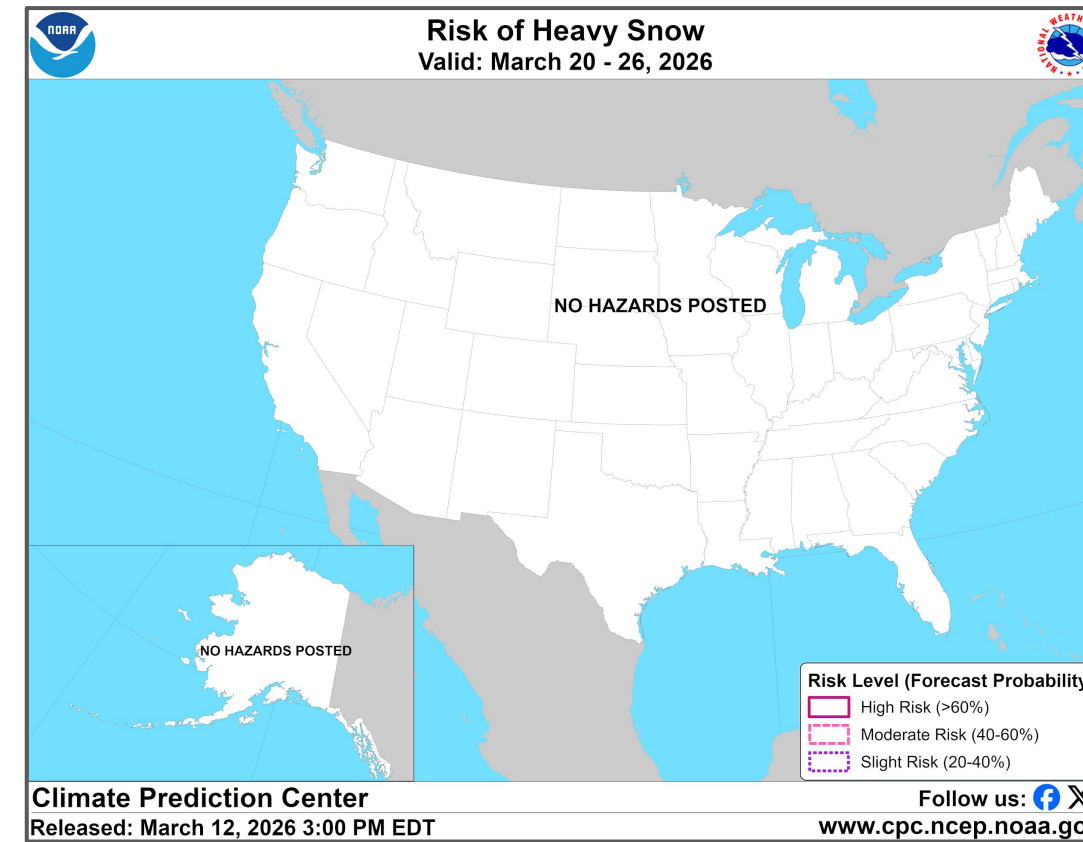 NOAA
Risk of Heavy Snow
Valid: March 20 - 26, 2026
NO HAZARDS POSTED
NO HAZARDS POSTED
Risk Level (Forecast Probability
High Risk (>60%)
Moderate Risk (40-60%)
Slight Risk (20-40%)
Climate Prediction Center
Follow us:
Released: March 12, 2026 3:00 PM EDT
www.cpc.ncep.noaa.go